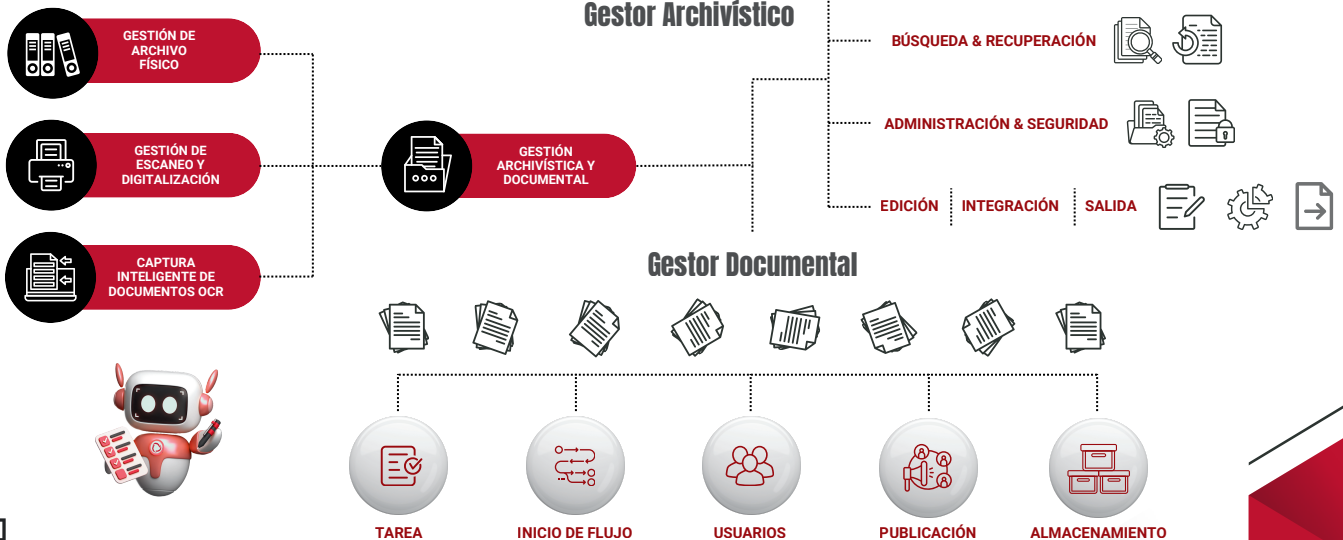 Gestor Archivístico
GESTIÓN DE
ARCHIVO
FÍSICO
BÚSQUEDA & RECUPERACIÓN
ADMINISTRACIÓN & SEGURIDAD
GESTIÓN DE
ESCANEO Y
DIGITALIZACIÓN
GESTIÓN
ARCHIVÍSTICA Y
DOCUMENTAL
EDICIÓN
INTEGRACIÓN
SALIDA
CAPTURA
INTELIGENTE DE
DOCUMENTOS OCR
Gestor Documental
TAREA
INICIO DE FLUJO
USUARIOS
PUBLICACIÓN
ALMACENAMIENTO